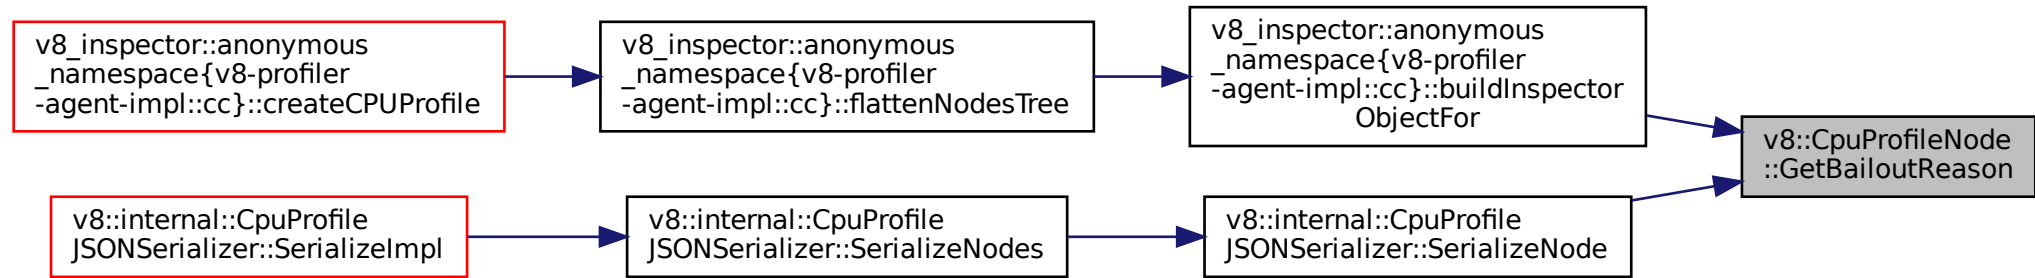 v8_inspector::anonymous
_namespace{v8-profiler
-agent-impl::cc}::createCPUProfile
v8_inspector::anonymous
_namespace{v8-profiler
-agent-impl::cc}::flattenNodesTree
v8_inspector::anonymous
_namespace{v8-profiler
-agent-impl::cc}::buildInspector
ObjectFor
v8::CpuProfileNode
::GetBailoutReason
v8::internal::CpuProfile
JSONSerializer::SerializeImpl
v8::internal::CpuProfile
JSONSerializer::SerializeNodes
v8::internal::CpuProfile
JSONSerializer::SerializeNode